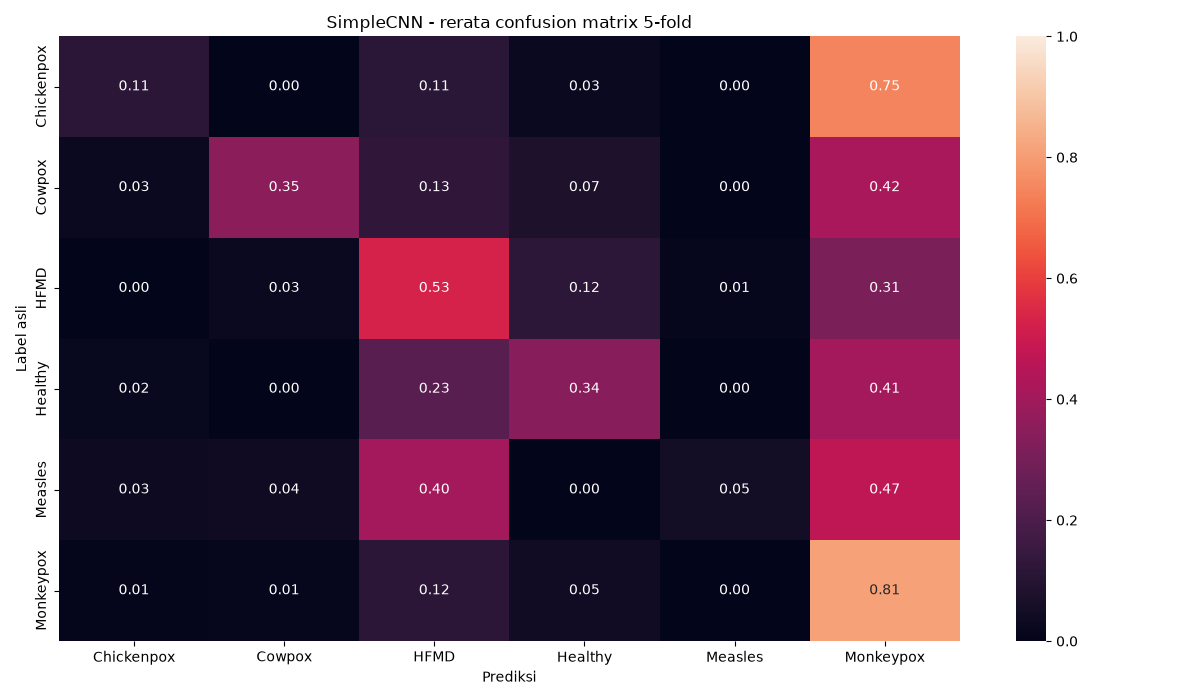 SimpleCNN - rerata confusion matrix 5-fold
Label asli
Chickenpox 0.11 0.00 0.11 0.03 0.00 0.75
Cowpox 0.03 0.35 0.13 0.07 0.00 0.42
HFMD 0.00 0.03 0.53 0.12 0.01 0.31
Healthy 0.02 0.00 0.23 0.34 0.00 0.41
Measles 0.03 0.04 0.40 0.00 0.05 0.47
Monkeypox 0.01 0.01 0.12 0.05 0.00 0.81
Chickenpox Cowpox HFMD Healthy Measles Monkeypox
Prediksi
1.0
0.8
0.6
0.4
0.2
0.0